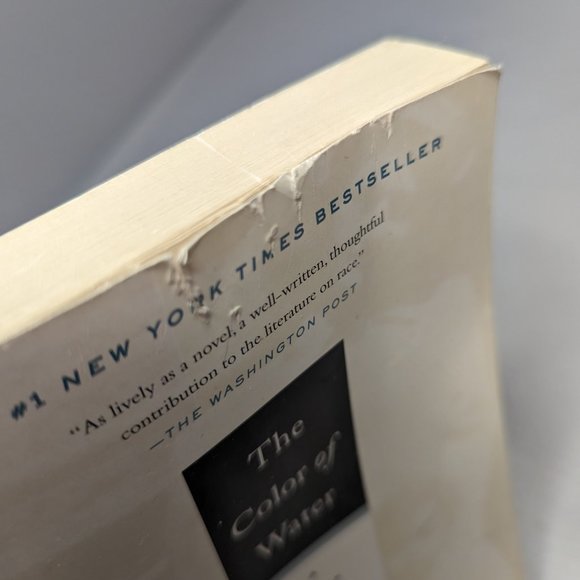 #1 NEW YORK TIMES BESTSELLER
“As lively as a novel, a well-written, thoughtful
contribution to the literature on race.”
—THE WASHINGTON POST
The
Color of
Water